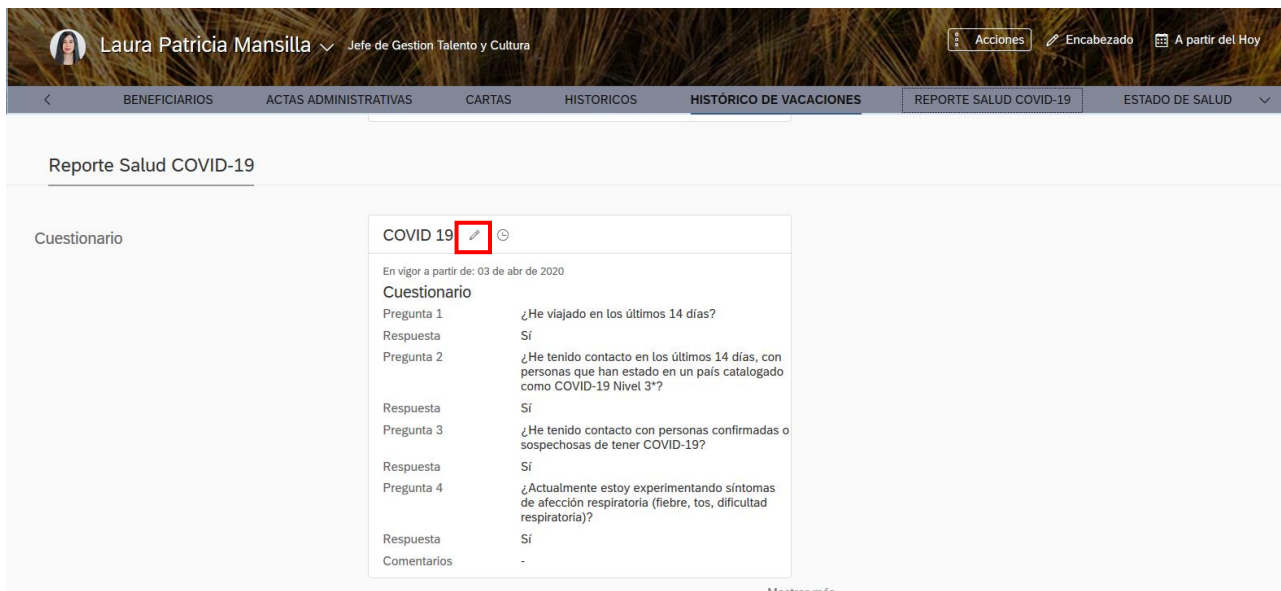 Laura Patricia Mansilla Jefe de Gestion Talento y Cultura Acciones Encabezado A partir del Hoy
BENEFICIARIOS ACTAS ADMINISTRATIVAS CARTAS HISTORICOS HISTÓRICO DE VACACIONES REPORTE SALUD COVID-19 ESTADO DE SALUD
Reporte Salud COVID-19
Cuestionario
COVID 19
En vigor a partir de: 03 de abr de 2020
Cuestionario
Pregunta 1 ¿He viajado en los últimos 14 días?
Respuesta Sí
Pregunta 2 ¿He tenido contacto en los últimos 14 días, con
personas que han estado en un país catalogado
como COVID-19 Nivel 3*?
Respuesta Sí
Pregunta 3 ¿He tenido contacto con personas confirmadas o
sospechosas de tener COVID-19?
Respuesta Sí
Pregunta 4 ¿Actualmente estoy experimentando síntomas
de afección respiratoria (fiebre, tos, dificultad
respiratoria)?
Respuesta Sí
Comentarios -